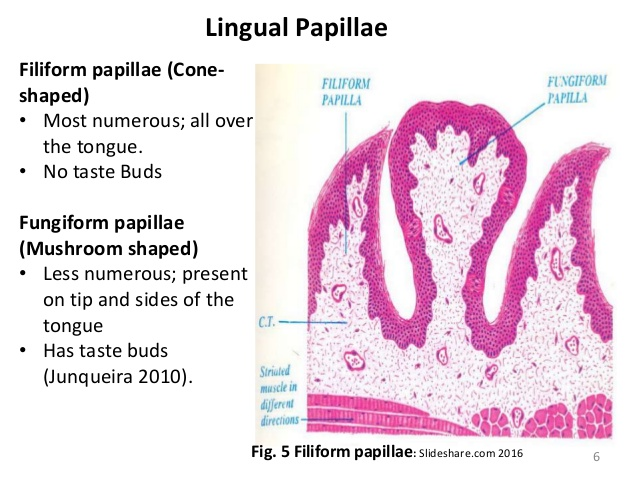 Lingual Papillae
Filiform papillae (Cone-
shaped)
• Most numerous; all over
the tongue.
• No taste Buds
Fungiform papillae
(Mushroom shaped)
• Less numerous; present
on tip and sides of the
tongue
• Has taste buds
(Junqueira 2010).
FILIFORM
PAPILLA
FUNGIFORM
PAPILLA
C.T.
Striated
muscle in
different
directions
Fig. 5 Filiform papillae: Slideshare.com 2016
6